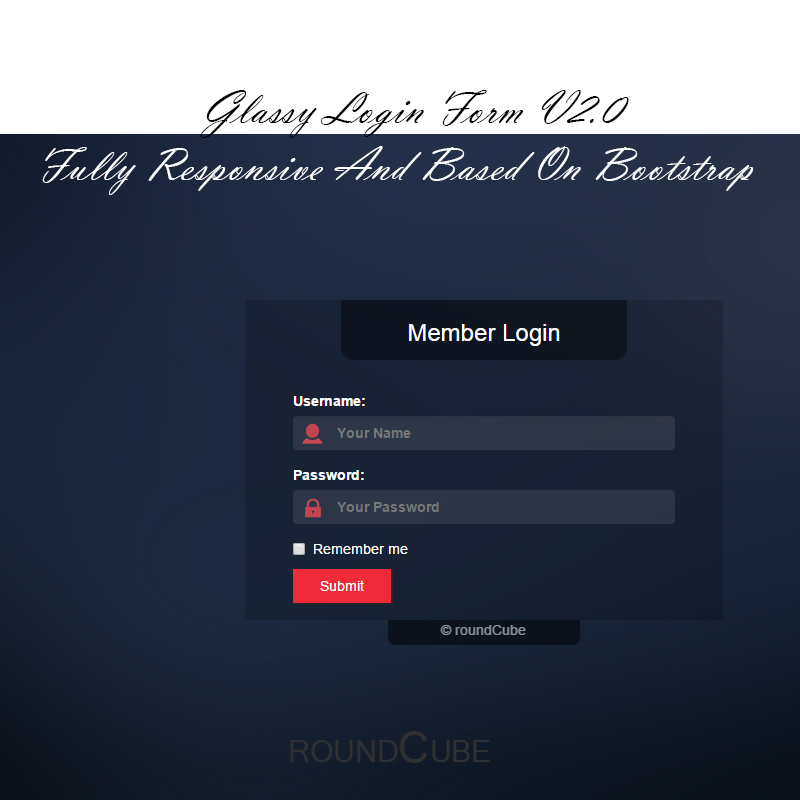 Glassy Login Form V2.0
Fully Responsive And Based On Bootstrap
Member Login
Username:
Your Name
Password:
Your Password
Remember me
Submit
© roundCube
ROUNDCUBE